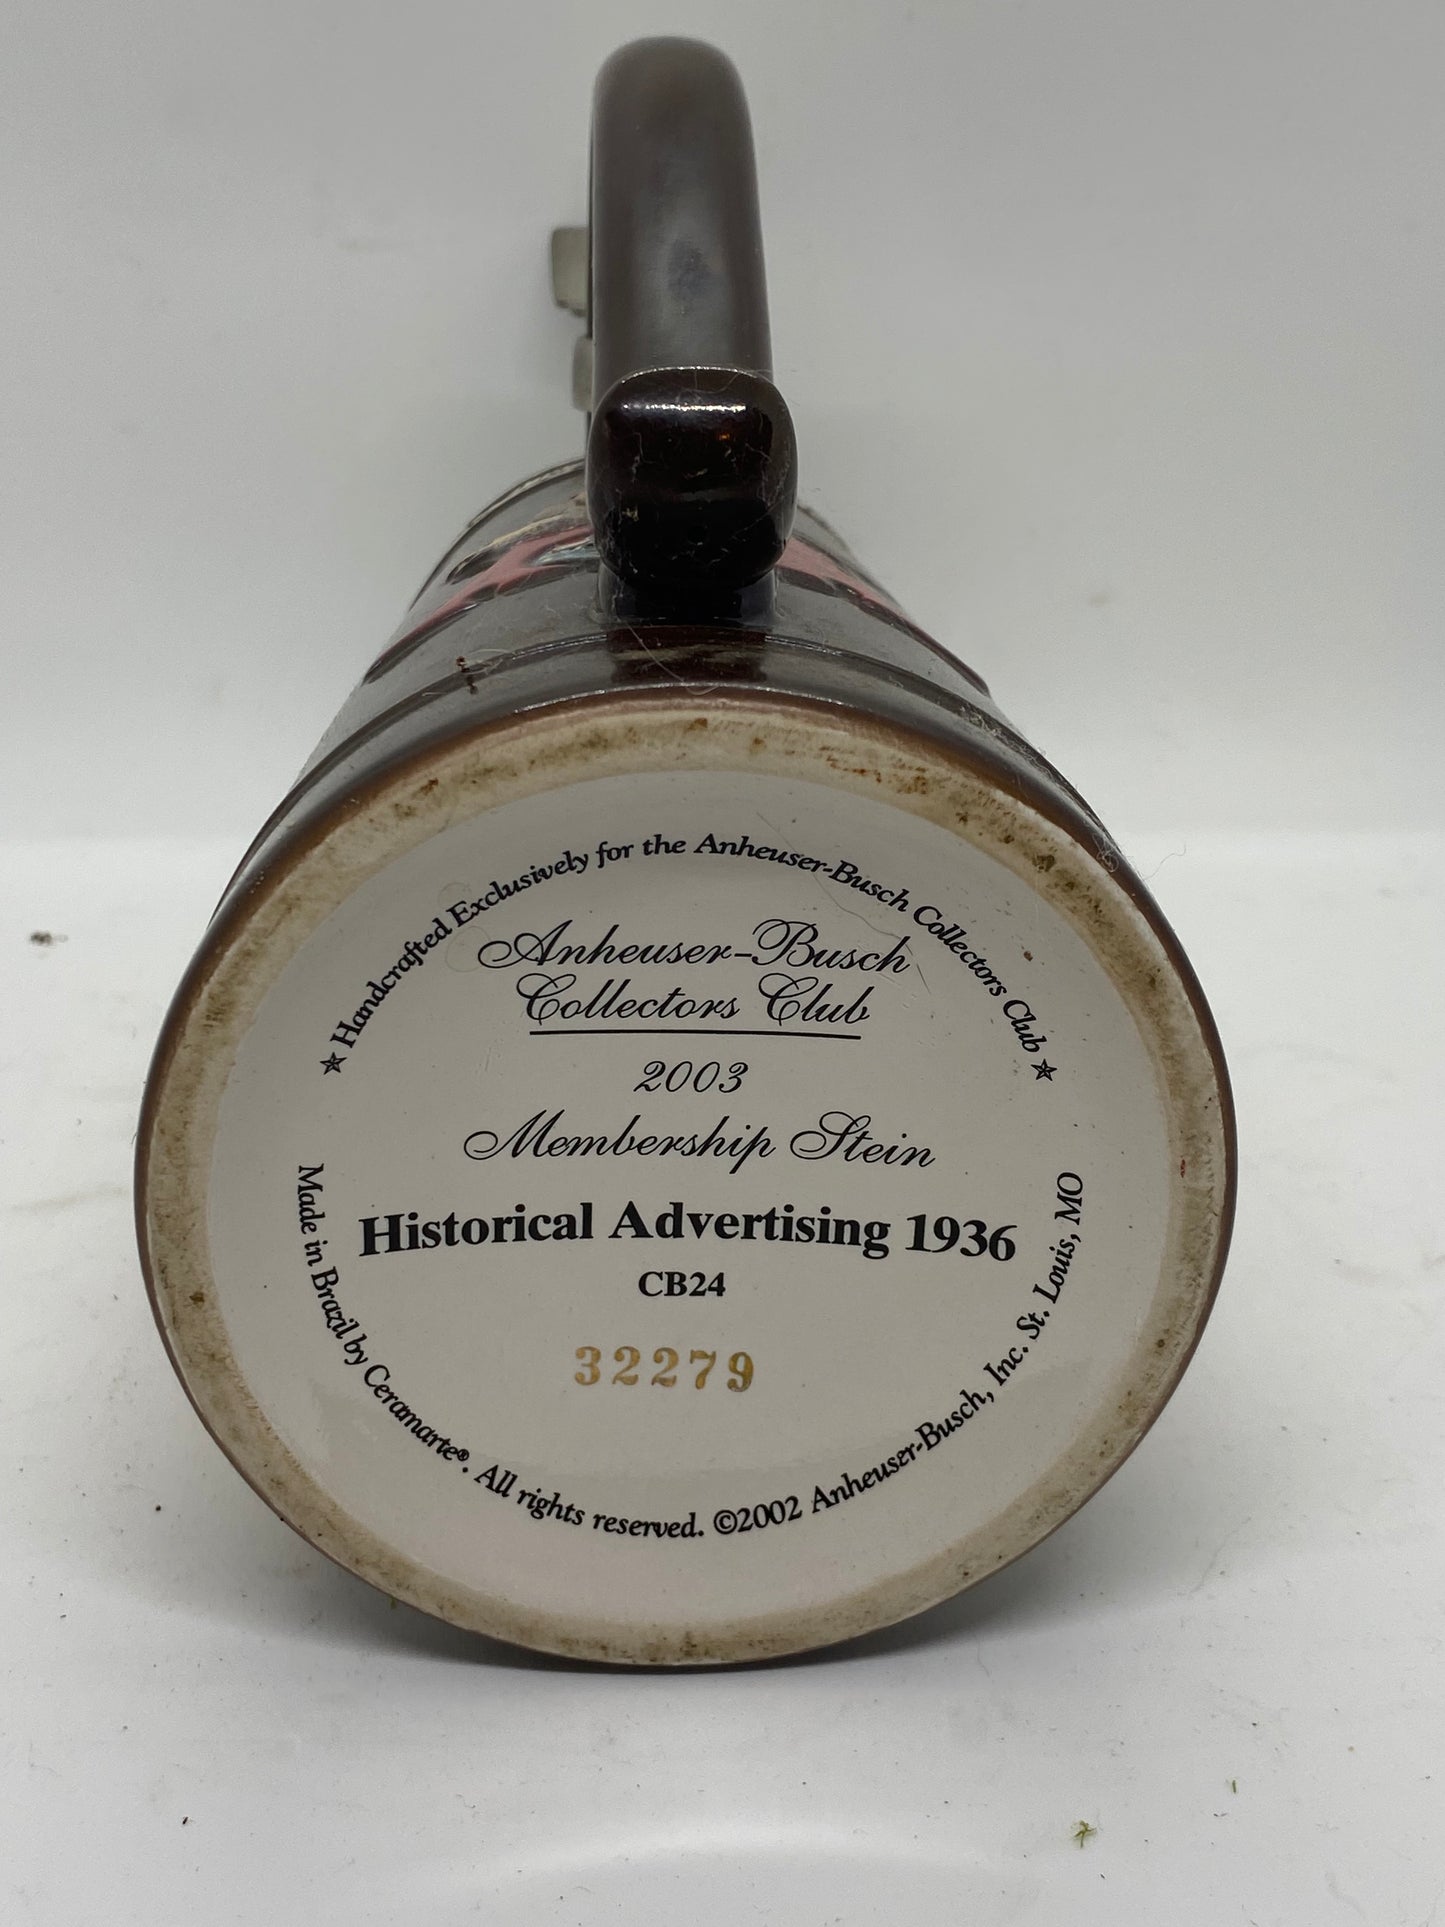 ★ Handcrafted Exclusively for the Anheuser-Busch Collectors Club ★
Anheuser-Busch
Collectors Club
2003
Membership Stein
Historical Advertising 1936
CB24
32279
Made in Brazil by Ceramarte®. All rights reserved. ©2002 Anheuser-Busch, Inc. St. Louis, MO